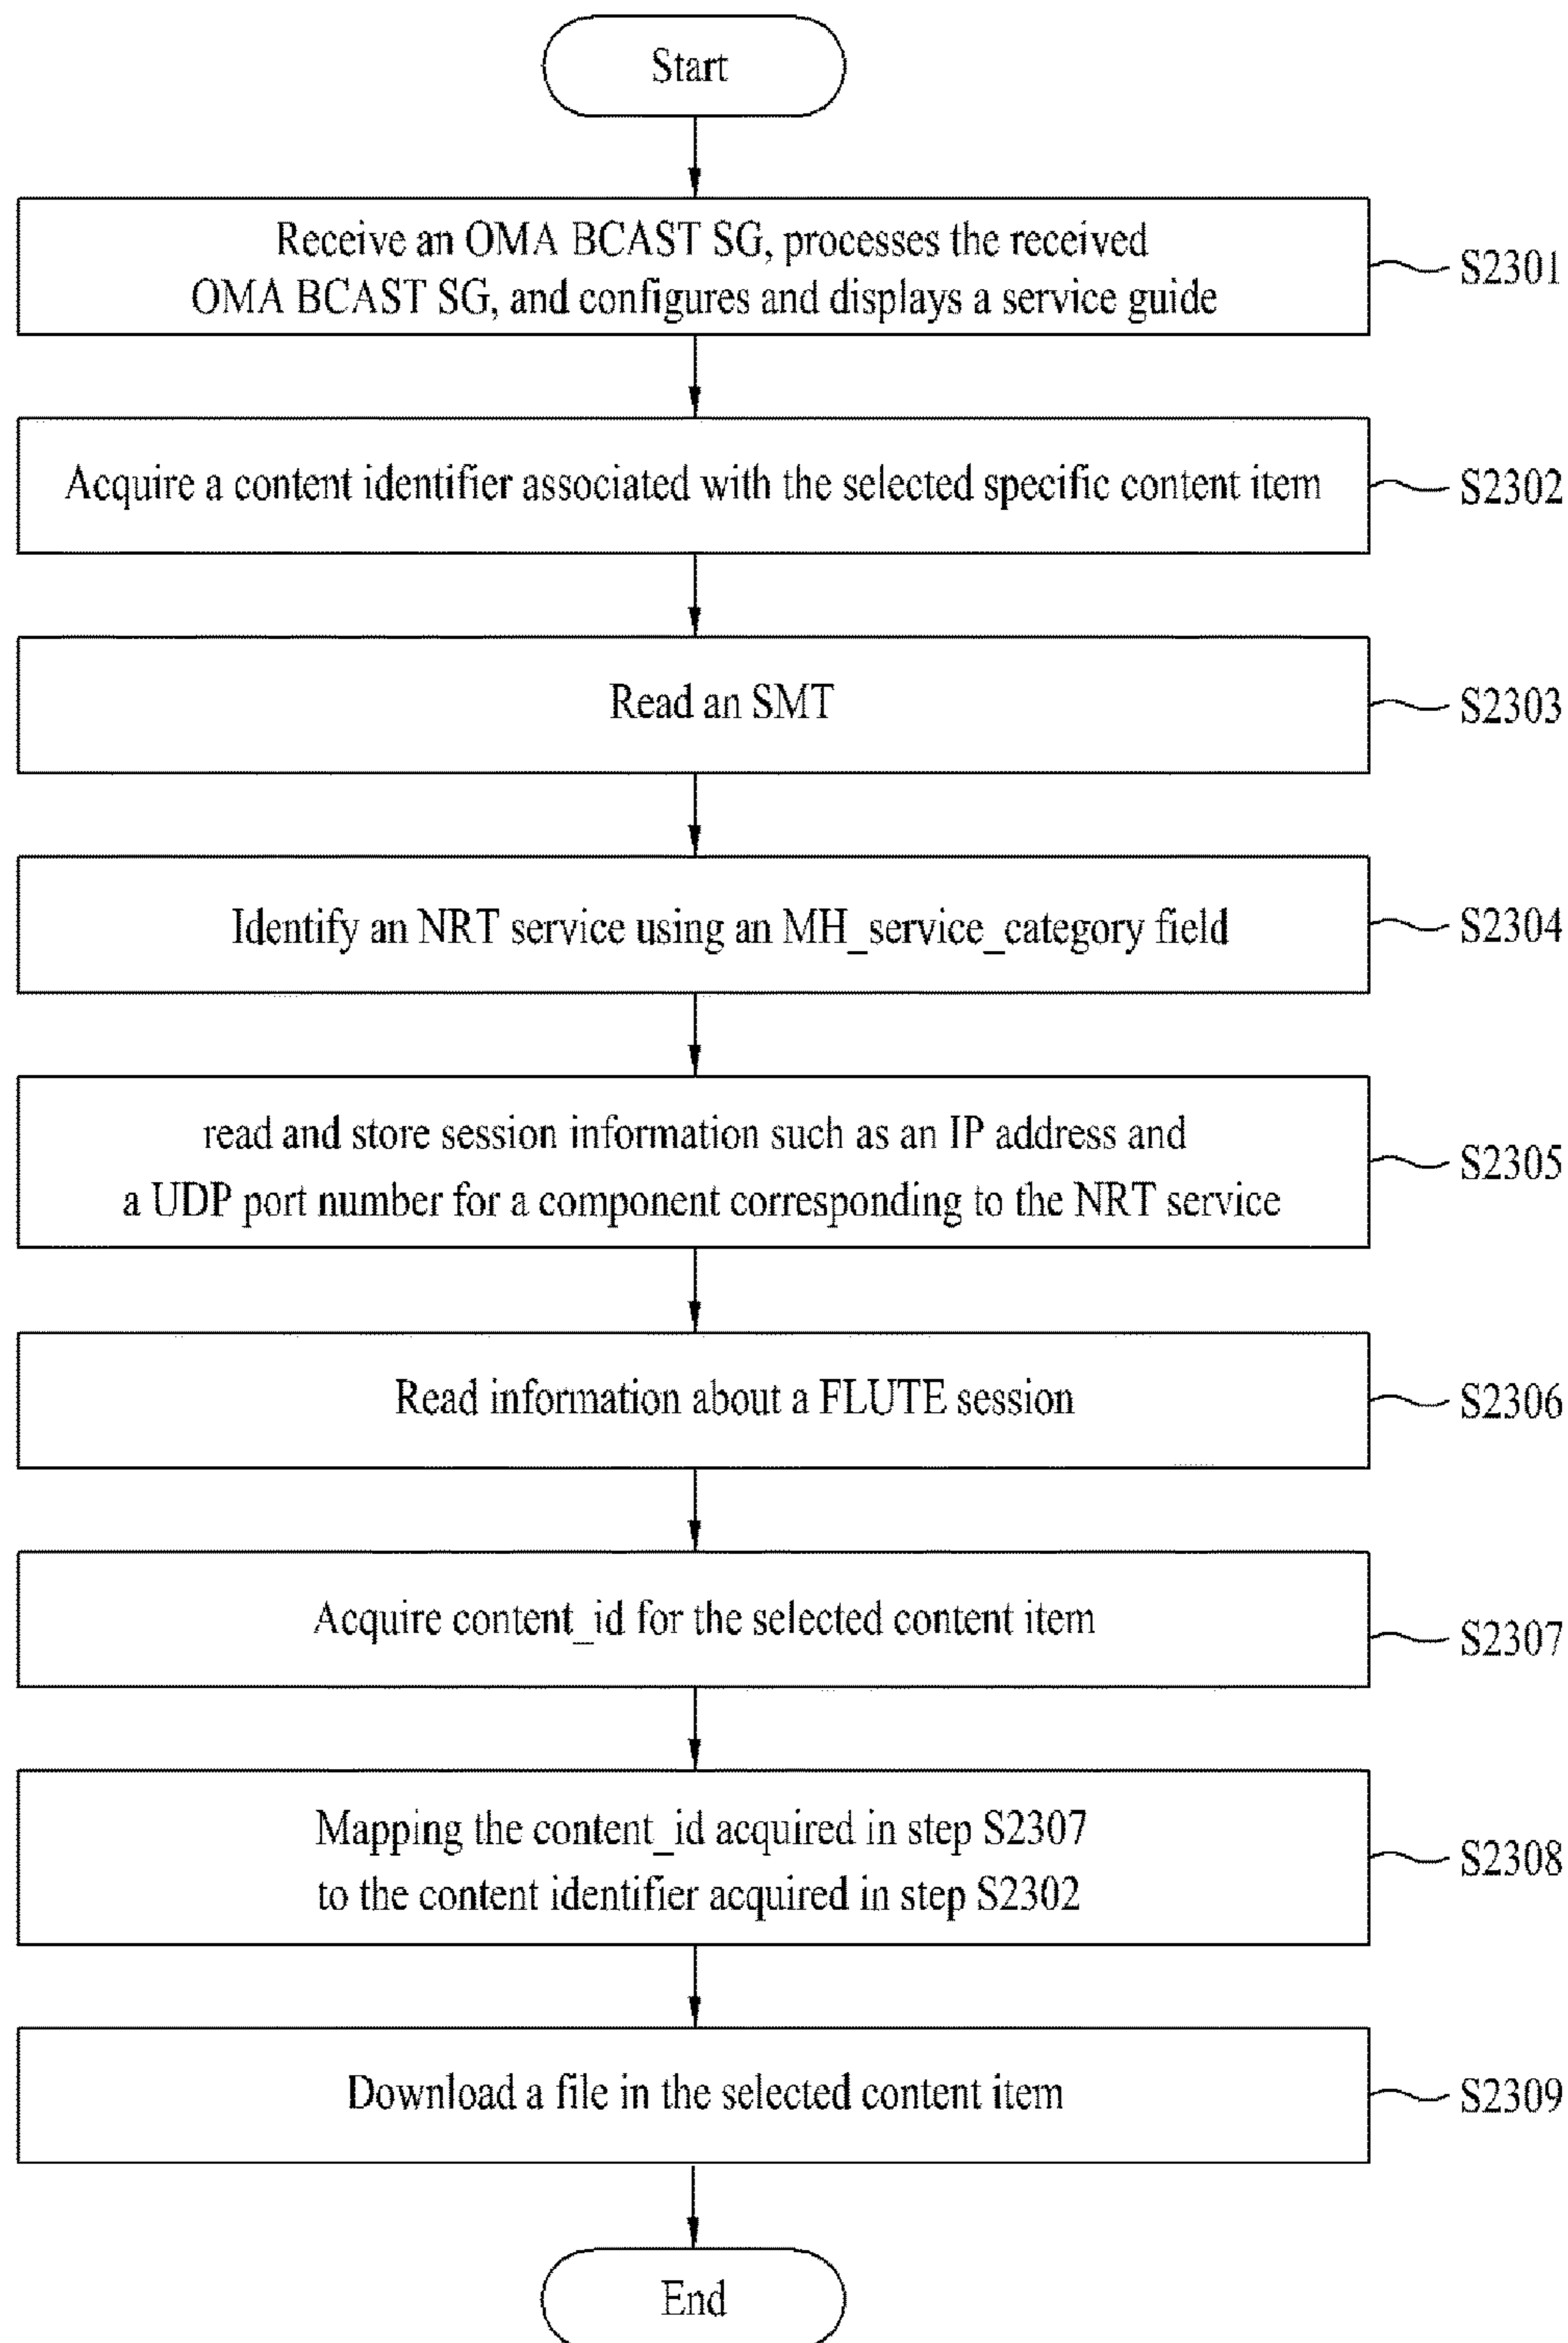 Start
Receive an OMA BCAST SG, processes the received
OMA BCAST SG, and configures and displays a service guide
S2301
Acquire a content identifier associated with the selected specific content item
S2302
Read an SMT
S2303
Identify an NRT service using an MH_service_category field
S2304
read and store session information such as an IP address and
a UDP port number for a component corresponding to the NRT service
S2305
Read information about a FLUTE session
S2306
Acquire content_id for the selected content item
S2307
Mapping the content_id acquired in step S2307
to the content identifier acquired in step S2302
S2308
Download a file in the selected content item
S2309
End